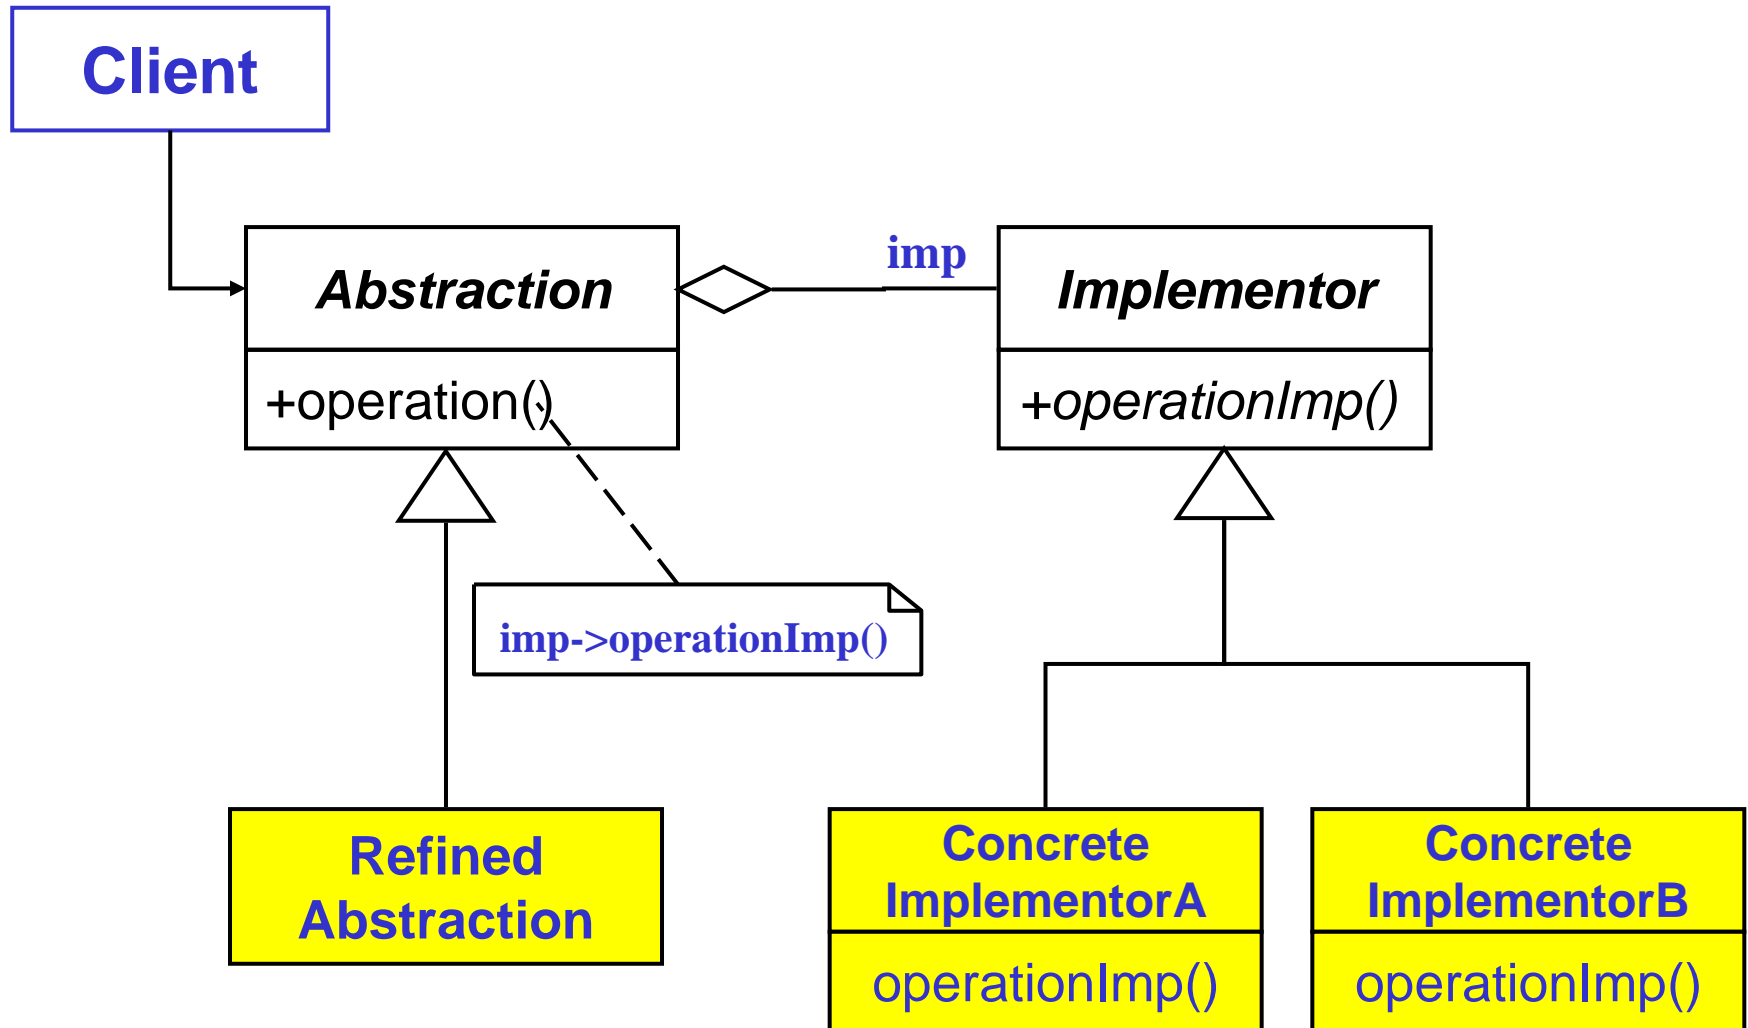 Client
Abstraction
imp
Implementor
+operation()
+operationImp()
imp->operationImp()
Refined
Abstraction
Concrete
ImplementorA
operationImp()
Concrete
ImplementorB
operationImp()